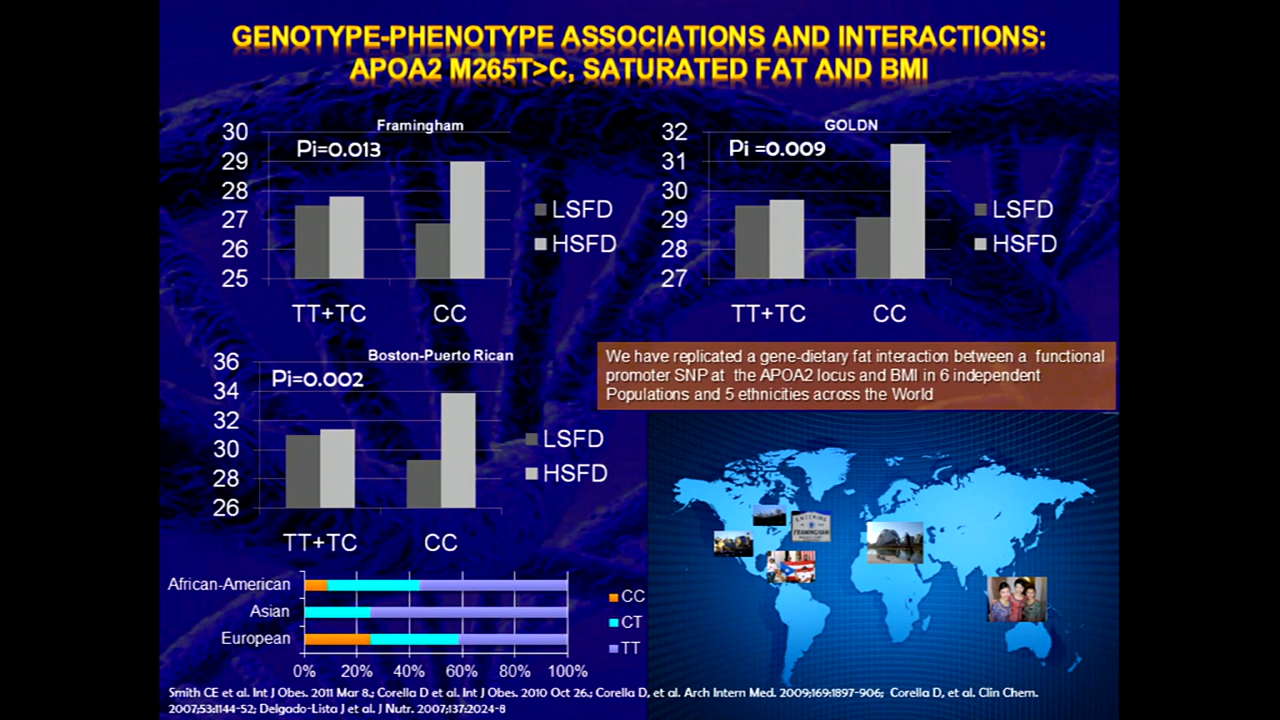 GENOTYPE-PHENOTYPE ASSOCIATIONS AND INTERACTIONS:
APOA2 M265T>C, SATURATED FAT AND BMI
Framingham
Pi=0.013
30
29
28
27
26
25
TT+TC
CC
LSFD
HSFD
GOLDN
Pi =0.009
32
31
30
29
28
27
TT+TC
CC
LSFD
HSFD
Boston-Puerto Rican
Pi=0.002
36
34
32
30
28
26
TT+TC
CC
LSFD
HSFD
We have replicated a gene-dietary fat interaction between a functional
promoter SNP at the APOA2 locus and BMI in 6 independent
Populations and 5 ethnicities across the World
ENTERING
FRAMINGHAM
African-American
Asian
European
0% 20% 40% 60% 80% 100%
CC
CT
TT
Smith CE et al. Int J Obes. 2011 Mar 8.; Corella D et al. Int J Obes. 2010 Oct 26.; Corella D, et al. Arch Intern Med. 2009;169:1897-906; Corella D, et al. Clin Chem.
2007;53:1144-52; Delgado-Lista J et al. J Nutr. 2007;137:2024-8